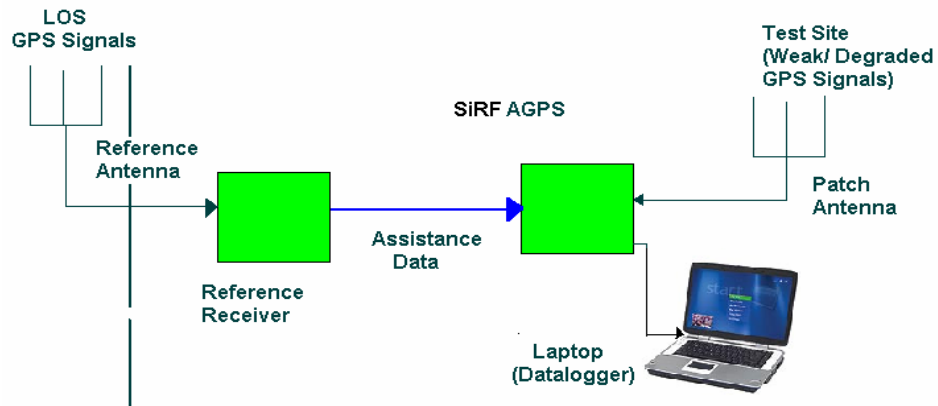 LOS
GPS Signals
Test Site
(Weak/ Degraded
GPS Signals)
SiRF AGPS
Reference
Antenna
Patch
Antenna
Assistance
Data
Reference
Receiver
Laptop
(Datalogger)
start